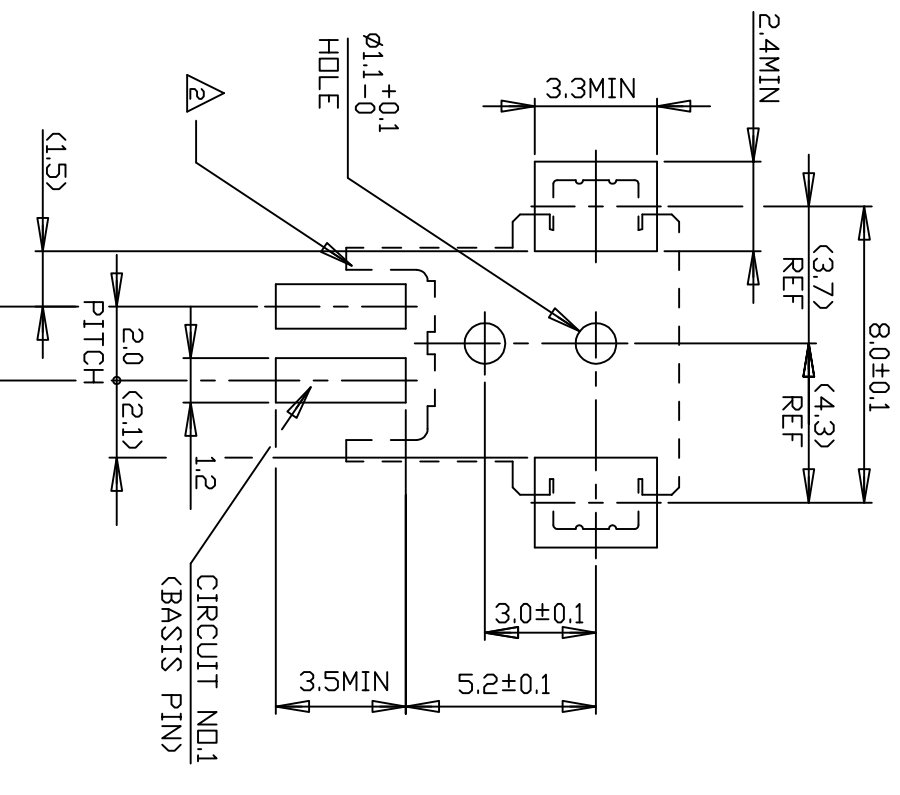 2.4MIN
3.3MIN
ø1.1 +0.1 -0
HOLE
2
(1.5)
(3.7)
REF
8.0±0.1
(4.3)
REF
2.0
PITCH
(2.1)
1.2
3.0±0.1
3.5MIN
5.2±0.1
CIRCUIT NO.1
(BASIS PIN)